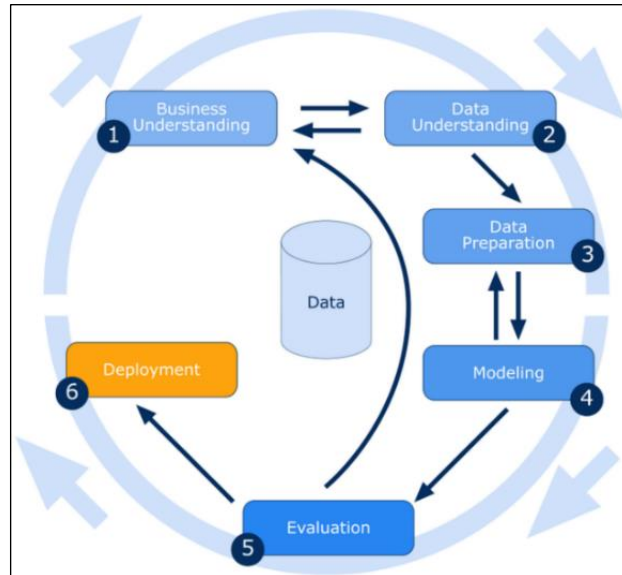 Business
Understanding
1
Data
Understanding
2
Data
Preparation
3
Data
Deployment
6
Modeling
4
Evaluation
5